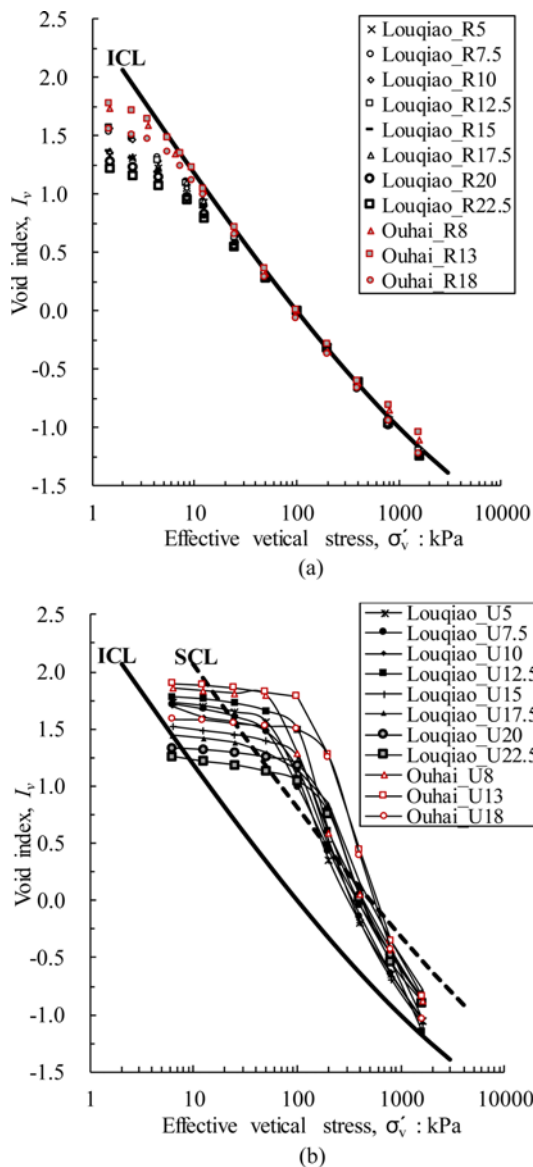 ICL
2.5
2.0
1.5
1.0
0.5
0.0
-0.5
-1.0
-1.5
Void index, Iv
1 10 100 1000 10000
Effective vetical stress, σ′v : kPa
Louqiao_R5
Louqiao_R7.5
Louqiao_R10
Louqiao_R12.5
Louqiao_R15
Louqiao_R17.5
Louqiao_R20
Louqiao_R22.5
Ouhai_R8
Ouhai_R13
Ouhai_R18
(a)
ICL SCL
2.5
2.0
1.5
1.0
0.5
0.0
-0.5
-1.0
-1.5
Void index, Iv
1 10 100 1000 10000
Effective vetical stress, σ′v : kPa
Louqiao_U5
Louqiao_U7.5
Louqiao_U10
Louqiao_U12.5
Louqiao_U15
Louqiao_U17.5
Louqiao_U20
Louqiao_U22.5
Ouhai_U8
Ouhai_U13
Ouhai_U18
(b)